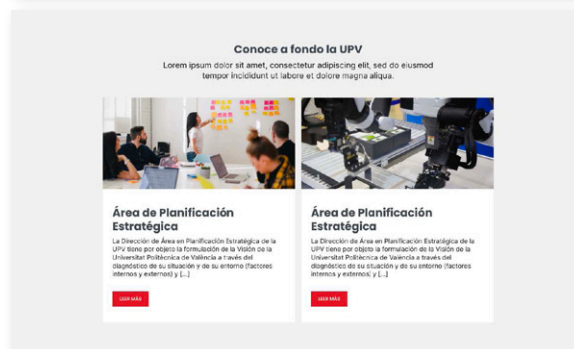 Conoce a fondo la UPV
Lorem ipsum dolor sit amet, consectetur adipiscing elit, sed do eiusmod
tempor incididunt ut labore et dolore magna aliqua.
Área de Planificación
Estratégica
La Dirección de Área en Planificación Estratégica de la
UPV tiene por objeto la formulación de la Visión de la
Universitat Politècnica de València a través del
diagnóstico de su situación y de su entorno (factores
internos y externos) y [...]
LEER MÁS
Área de Planificación
Estratégica
La Dirección de Área en Planificación Estratégica de la
UPV tiene por objeto la formulación de la Visión de la
Universitat Politècnica de València a través del
diagnóstico de su situación y de su entorno (factores
internos y externos) y [...]
LEER MÁS